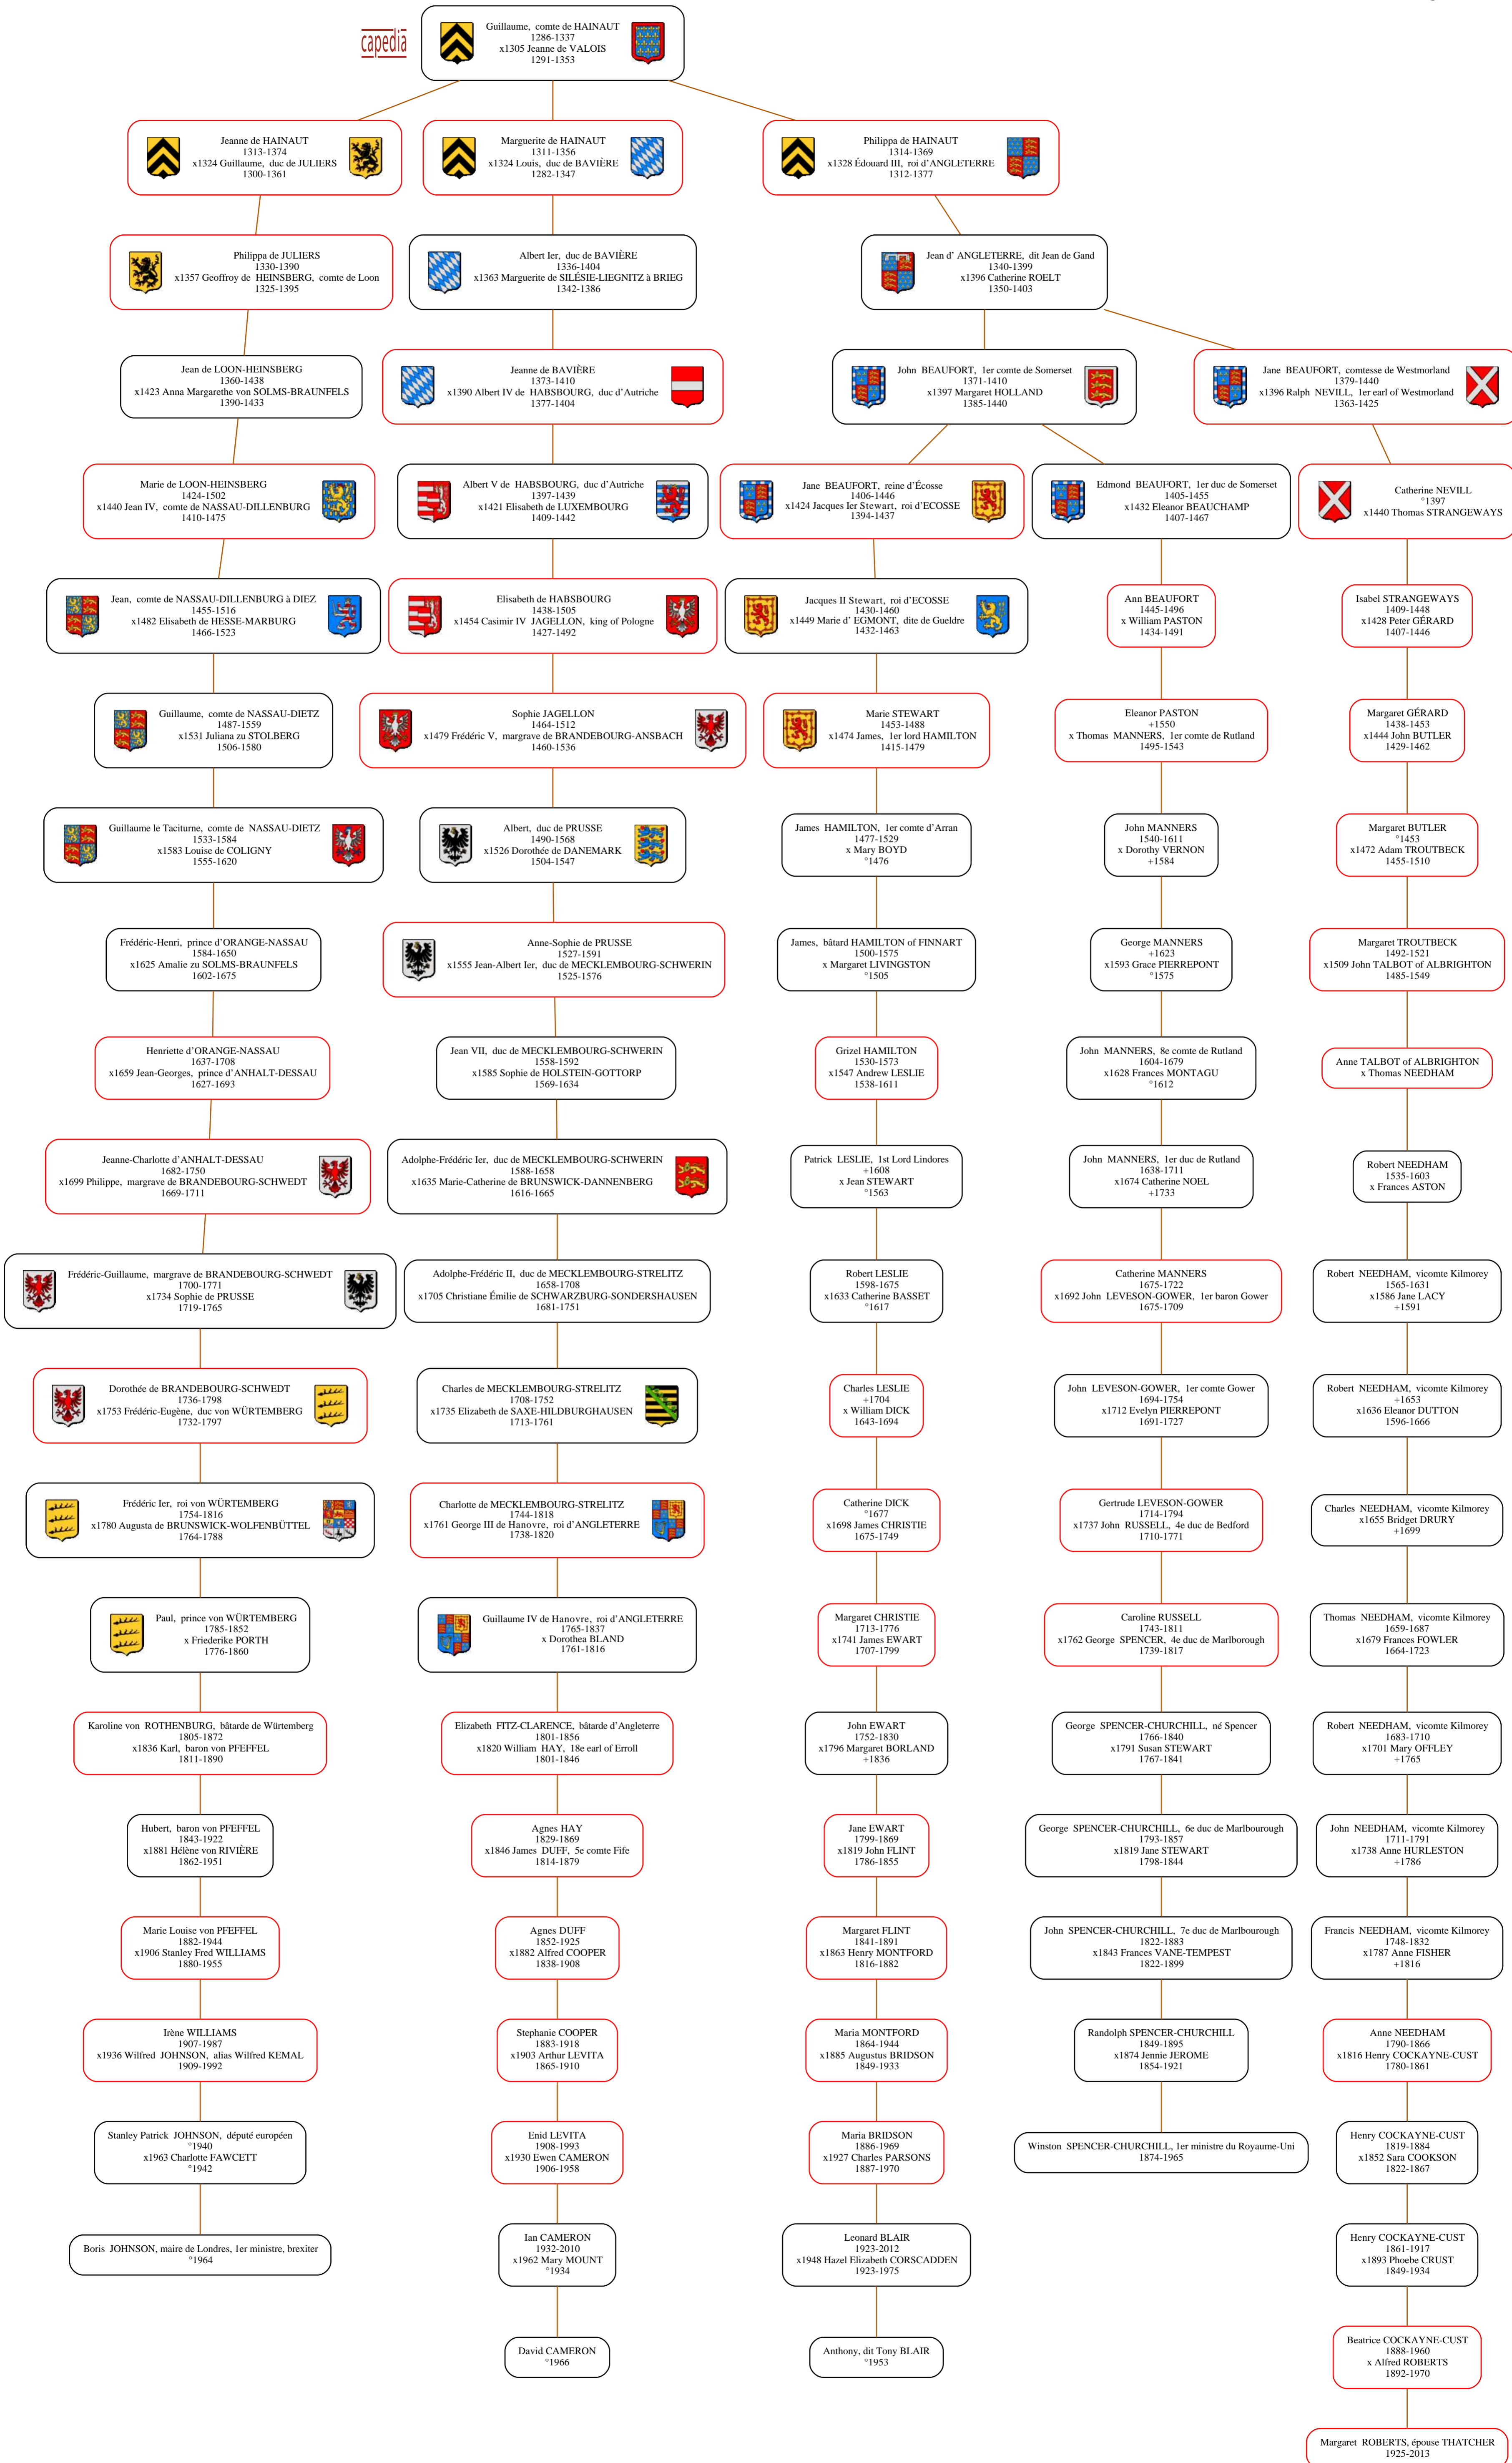 capedia
Guillaume, comte de HAINAUT
1286-1337
x1305 Jeanne de VALOIS
1291-1353
Jeanne de HAINAUT
1313-1374
x1324 Guillaume, duc de JULIERS
1300-1361
Marguerite de HAINAUT
1311-1356
x1324 Louis, duc de BAVIÈRE
1282-1347
Philippa de HAINAUT
1314-1369
x1328 Édouard III, roi d'ANGLETERRE
1312-1377
Philippa de JULIERS
1330-1390
x1357 Geoffroy de HEINSBERG, comte de Loon
1325-1395
Albert Ier, duc de BAVIÈRE
1336-1404
x1363 Marguerite de SILÉSIE-LIEGNITZ à BRIEG
1342-1386
Jean d' ANGLETERRE, dit Jean de Gand
1340-1399
x1396 Catherine ROELT
1350-1403
Jean de LOON-HEINSBERG
1360-1438
x1423 Anna Margarethe von SOLMS-BRAUNFELS
1390-1433
Jeanne de BAVIÈRE
1373-1410
x1390 Albert IV de HABSBOURG, duc d'Autriche
1377-1404
John BEAUFORT, 1er comte de Somerset
1371-1410
x1397 Margaret HOLLAND
1385-1440
Jane BEAUFORT, comtesse de Westmorland
1379-1440
x1396 Ralph NEVILL, 1er earl of Westmorland
1363-1425
Marie de LOON-HEINSBERG
1424-1502
x1440 Jean IV, comte de NASSAU-DILLENBURG
1410-1475
Albert V de HABSBOURG, duc d'Autriche
1397-1439
x1421 Elisabeth de LUXEMBOURG
1409-1442
Jane BEAUFORT, reine d'Écosse
1406-1446
x1424 Jacques Ier Stewart, roi d'ECOSSE
1394-1437
Edmond BEAUFORT, 1er duc de Somerset
1405-1455
x1432 Eleanor BEAUCHAMP
1407-1467
Catherine NEVILL
°1397
x1440 Thomas STRANGEWAYS
Jean, comte de NASSAU-DILLENBURG à DIEZ
1455-1516
x1482 Elisabeth de HESSE-MARBURG
1466-1523
Elisabeth de HABSBOURG
1438-1505
x1454 Casimir IV JAGELLON, king of Pologne
1427-1492
Jacques II Stewart, roi d'ECOSSE
1430-1460
x1449 Marie d' EGMONT, dite de Gueldre
1432-1463
Ann BEAUFORT
1445-1496
x William PASTON
1434-1491
Isabel STRANGEWAYS
1409-1448
x1428 Peter GÉRARD
1407-1446
Guillaume, comte de NASSAU-DIETZ
1487-1559
x1531 Juliana zu STOLBERG
1506-1580
Sophie JAGELLON
1464-1512
x1479 Frédéric V, margrave de BRANDEBOURG-ANSBACH
1460-1536
Marie STEWART
1453-1488
x1474 James, 1er lord HAMILTON
1415-1479
Eleanor PASTON
+1550
x Thomas MANNERS, 1er comte de Rutland
1495-1543
Margaret GÉRARD
1438-1453
x1444 John BUTLER
1429-1462
Guillaume le Taciturne, comte de NASSAU-DIETZ
1533-1584
x1583 Louise de COLIGNY
1555-1620
Albert, duc de PRUSSE
1490-1568
x1526 Dorothée de DANEMARK
1504-1547
James HAMILTON, 1er comte d'Arran
1477-1529
x Mary BOYD
°1476
John MANNERS
1540-1611
x Dorothy VERNON
+1584
Margaret BUTLER
°1453
x1472 Adam TROUTBECK
1455-1510
Frédéric-Henri, prince d'ORANGE-NASSAU
1584-1650
x1625 Amalie zu SOLMS-BRAUNFELS
1602-1675
Anne-Sophie de PRUSSE
1527-1591
x1555 Jean-Albert Ier, duc de MECKLEMBOURG-SCHWERIN
1525-1576
James, bâtard HAMILTON of FINNART
1500-1575
x Margaret LIVINGSTON
°1505
George MANNERS
+1623
x1593 Grace PIERREPONT
°1575
Margaret TROUTBECK
1492-1521
x1509 John TALBOT of ALBRIGHTON
1485-1549
Henriette d'ORANGE-NASSAU
1637-1708
x1659 Jean-Georges, prince d'ANHALT-DESSAU
1627-1693
Jean VII, duc de MECKLEMBOURG-SCHWERIN
1558-1592
x1585 Sophie de HOLSTEIN-GOTTORP
1569-1634
Grizel HAMILTON
1530-1573
x1547 Andrew LESLIE
1538-1611
John MANNERS, 8e comte de Rutland
1604-1679
x1628 Frances MONTAGU
°1612
Anne TALBOT of ALBRIGHTON
x Thomas NEEDHAM
Jeanne-Charlotte d'ANHALT-DESSAU
1682-1750
x1699 Philippe, margrave de BRANDEBOURG-SCHWEDT
1669-1711
Adolphe-Frédéric Ier, duc de MECKLEMBOURG-SCHWERIN
1588-1658
x1635 Marie-Catherine de BRUNSWICK-DANNENBERG
1616-1665
Patrick LESLIE, 1st Lord Lindores
+1608
x Jean STEWART
°1563
John MANNERS, 1er duc de Rutland
1638-1711
x1674 Catherine NOEL
+1733
Robert NEEDHAM
1535-1603
x Frances ASTON
Frédéric-Guillaume, margrave de BRANDEBOURG-SCHWEDT
1700-1771
x1734 Sophie de PRUSSE
1719-1765
Adolphe-Frédéric II, duc de MECKLEMBOURG-STRELITZ
1658-1708
x1705 Christiane Émilie de SCHWARZBURG-SONDERSHAUSEN
1681-1751
Robert LESLIE
1598-1675
x1633 Catherine BASSET
°1617
Catherine MANNERS
1675-1722
x1692 John LEVESON-GOWER, 1er baron Gower
1675-1709
Robert NEEDHAM, vicomte Kilmorey
1565-1631
x1586 Jane LACY
+1591
Dorothée de BRANDEBOURG-SCHWEDT
1736-1798
x1753 Frédéric-Eugène, duc von WÜRTEMBERG
1732-1797
Charles de MECKLEMBOURG-STRELITZ
1708-1752
x1735 Elizabeth de SAXE-HILDBURGHAUSEN
1713-1761
Charles LESLIE
+1704
x William DICK
1643-1694
John LEVESON-GOWER, 1er comte Gower
1694-1754
x1712 Evelyn PIERREPONT
1691-1727
Robert NEEDHAM, vicomte Kilmorey
+1653
x1636 Eleanor DUTTON
1596-1666
Frédéric Ier, roi von WÜRTEMBERG
1754-1816
x1780 Augusta de BRUNSWICK-WOLFENBÜTTEL
1764-1788
Charlotte de MECKLEMBOURG-STRELITZ
1744-1818
x1761 George III de Hanovre, roi d'ANGLETERRE
1738-1820
Catherine DICK
°1677
x1698 James CHRISTIE
1675-1749
Gertrude LEVESON-GOWER
1714-1794
x1737 John RUSSELL, 4e duc de Bedford
1710-1771
Charles NEEDHAM, vicomte Kilmorey
x1655 Bridget DRURY
+1699
Paul, prince von WÜRTEMBERG
1785-1852
x Friederike PORTH
1776-1860
Guillaume IV de Hanovre, roi d'ANGLETERRE
1765-1837
x Dorothea BLAND
1761-1816
Margaret CHRISTIE
1713-1776
x1741 James EWART
1707-1799
Caroline RUSSELL
1743-1811
x1762 George SPENCER, 4e duc de Marlborough
1739-1817
Thomas NEEDHAM, vicomte Kilmorey
1659-1687
x1679 Frances FOWLER
1664-1723
Karoline von ROTHENBURG, bâtarde de Würtemberg
1805-1872
x1836 Karl, baron von PFEFFEL
1811-1890
Elizabeth FITZ-CLARENCE, bâtarde d'Angleterre
1801-1856
x1820 William HAY, 18e earl of Erroll
1801-1846
John EWART
1752-1830
x1796 Margaret BORLAND
+1836
George SPENCER-CHURCHILL, né Spencer
1766-1840
x1791 Susan STEWART
1767-1841
Robert NEEDHAM, vicomte Kilmorey
1683-1710
x1701 Mary OFFLEY
+1765
Hubert, baron von PFEFFEL
1843-1922
x1881 Hélène von RIVIÈRE
1862-1951
Agnes HAY
1829-1869
x1846 James DUFF, 5e comte Fife
1814-1879
Jane EWART
1799-1869
x1819 John FLINT
1786-1855
George SPENCER-CHURCHILL, 6e duc de Marlbourough
1793-1857
x1819 Jane STEWART
1798-1844
John NEEDHAM, vicomte Kilmorey
1711-1791
x1738 Anne HURLESTON
+1786
Marie Louise von PFEFFEL
1882-1944
x1906 Stanley Fred WILLIAMS
1880-1955
Agnes DUFF
1852-1925
x1882 Alfred COOPER
1838-1908
Margaret FLINT
1841-1891
x1863 Henry MONTFORD
1816-1882
John SPENCER-CHURCHILL, 7e duc de Marlbourough
1822-1883
x1843 Frances VANE-TEMPEST
1822-1899
Francis NEEDHAM, vicomte Kilmorey
1748-1832
x1787 Anne FISHER
+1816
Irène WILLIAMS
1907-1987
x1936 Wilfred JOHNSON, alias Wilfred KEMAL
1909-1992
Stephanie COOPER
1883-1918
x1903 Arthur LEVITA
1865-1910
Maria MONTFORD
1864-1944
x1885 Augustus BRIDSON
1849-1933
Randolph SPENCER-CHURCHILL
1849-1895
x1874 Jennie JEROME
1854-1921
Anne NEEDHAM
1790-1866
x1816 Henry COCKAYNE-CUST
1780-1861
Stanley Patrick JOHNSON, député européen
°1940
x1963 Charlotte FAWCETT
°1942
Enid LEVITA
1908-1993
x1930 Ewen CAMERON
1906-1958
Maria BRIDSON
1886-1969
x1927 Charles PARSONS
1887-1970
Winston SPENCER-CHURCHILL, 1er ministre du Royaume-Uni
1874-1965
Henry COCKAYNE-CUST
1819-1884
x1852 Sara COOKSON
1822-1867
Boris JOHNSON, maire de Londres, 1er ministre, brexiter
°1964
Ian CAMERON
1932-2010
x1962 Mary MOUNT
°1934
Leonard BLAIR
1923-2012
x1948 Hazel Elizabeth CORSCADDEN
1923-1975
Henry COCKAYNE-CUST
1861-1917
x1893 Phoebe CRUST
1849-1934
David CAMERON
°1966
Anthony, dit Tony BLAIR
°1953
Beatrice COCKAYNE-CUST
1888-1960
x Alfred ROBERTS
1892-1970
Margaret ROBERTS, épouse THATCHER
1925-2013